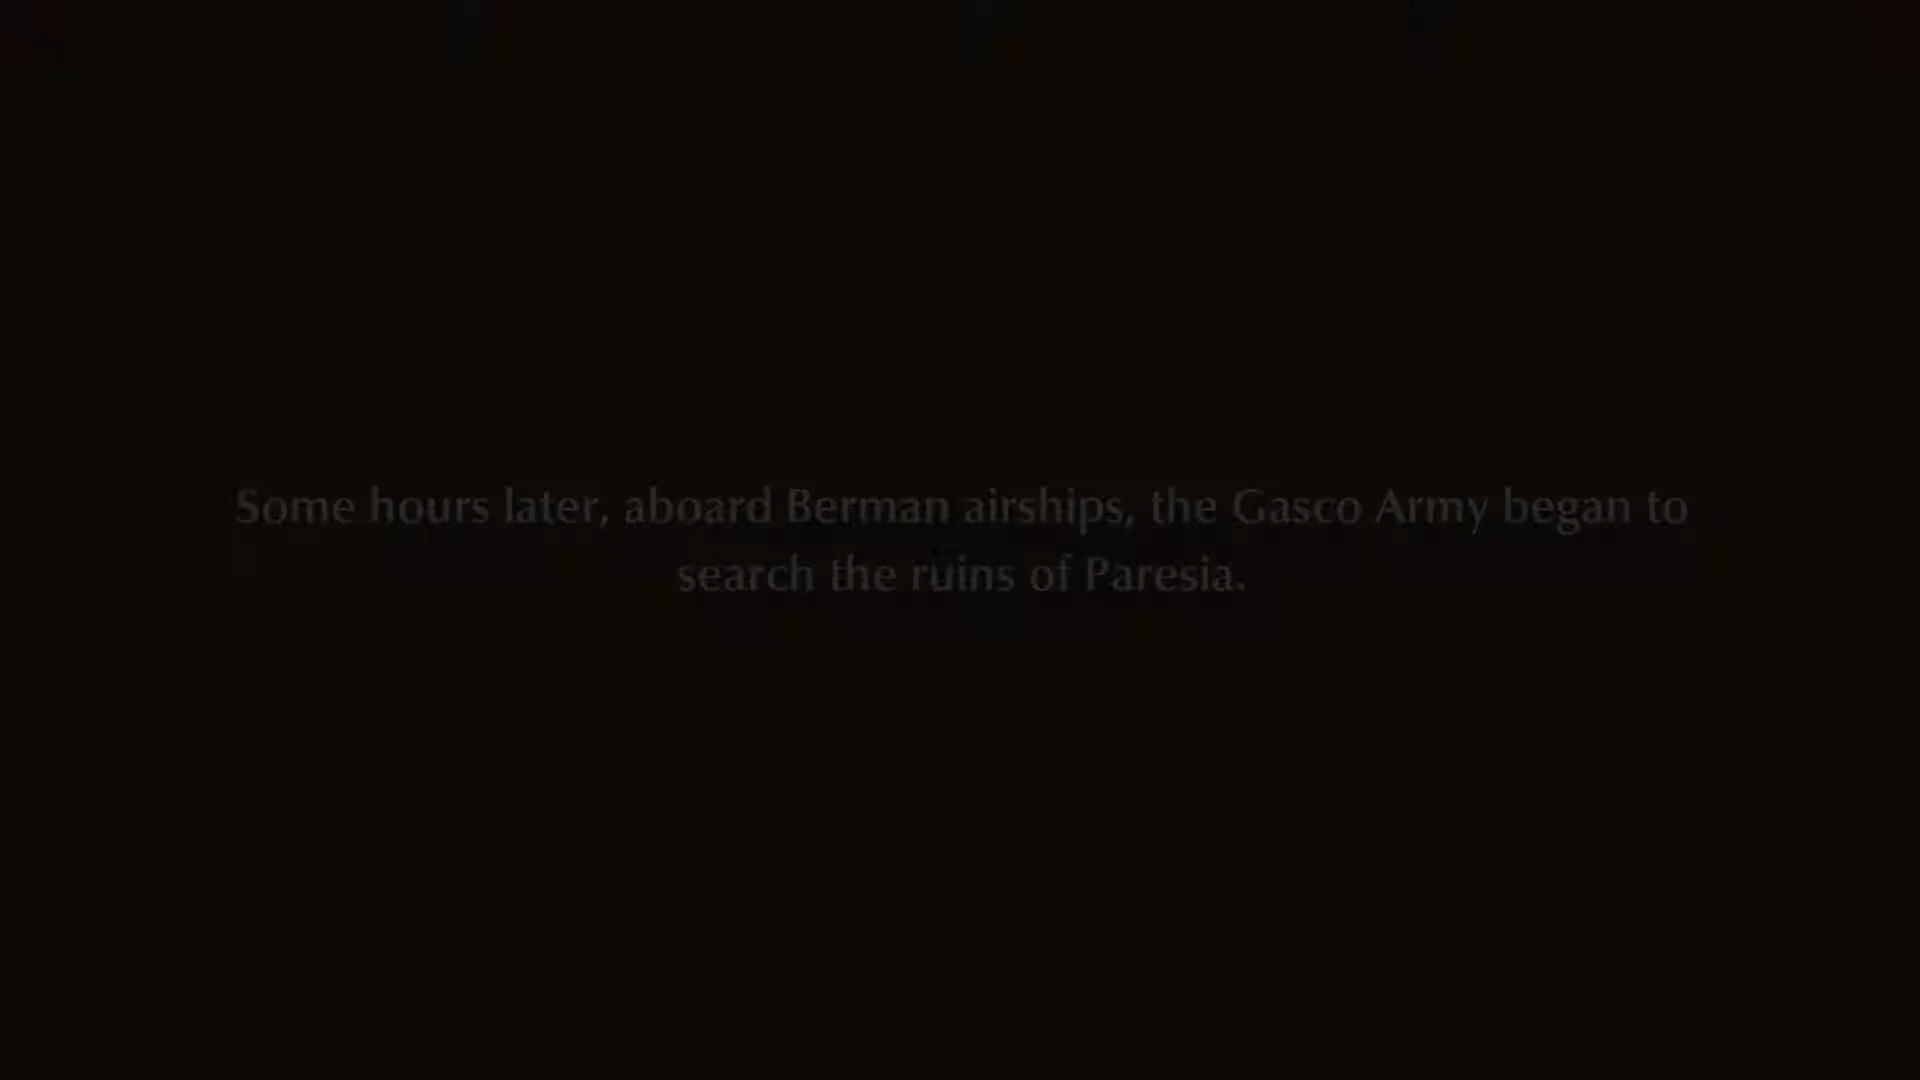 Some hours later, aboard Berman airships, the Gasco Army began to
search the ruins of Paresia.